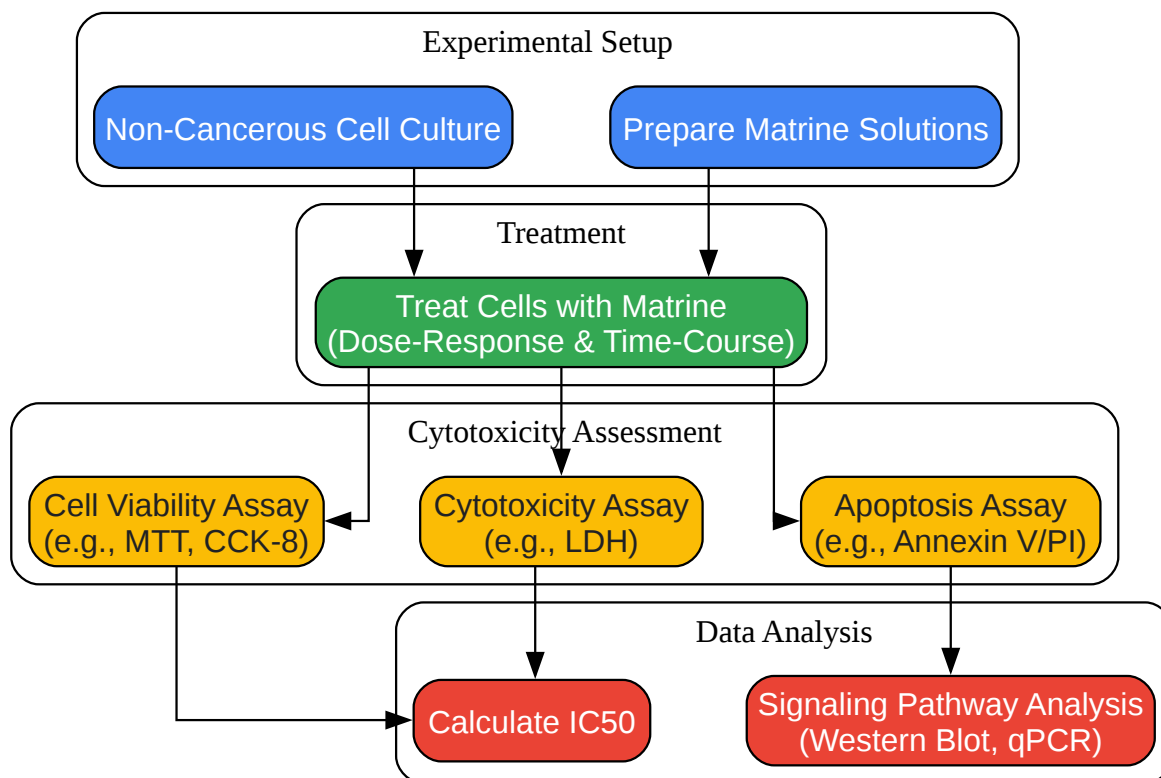 Experimental Setup
Non-Cancerous Cell Culture
Prepare Matrine Solutions
Treatment
Treat Cells with Matrine
(Dose-Response & Time-Course)
Cytotoxicity Assessment
Cell Viability Assay
(e.g., MTT, CCK-8)
Cytotoxicity Assay
(e.g., LDH)
Apoptosis Assay
(e.g., Annexin V/PI)
Data Analysis
Calculate IC50
Signaling Pathway Analysis
(Western Blot, qPCR)